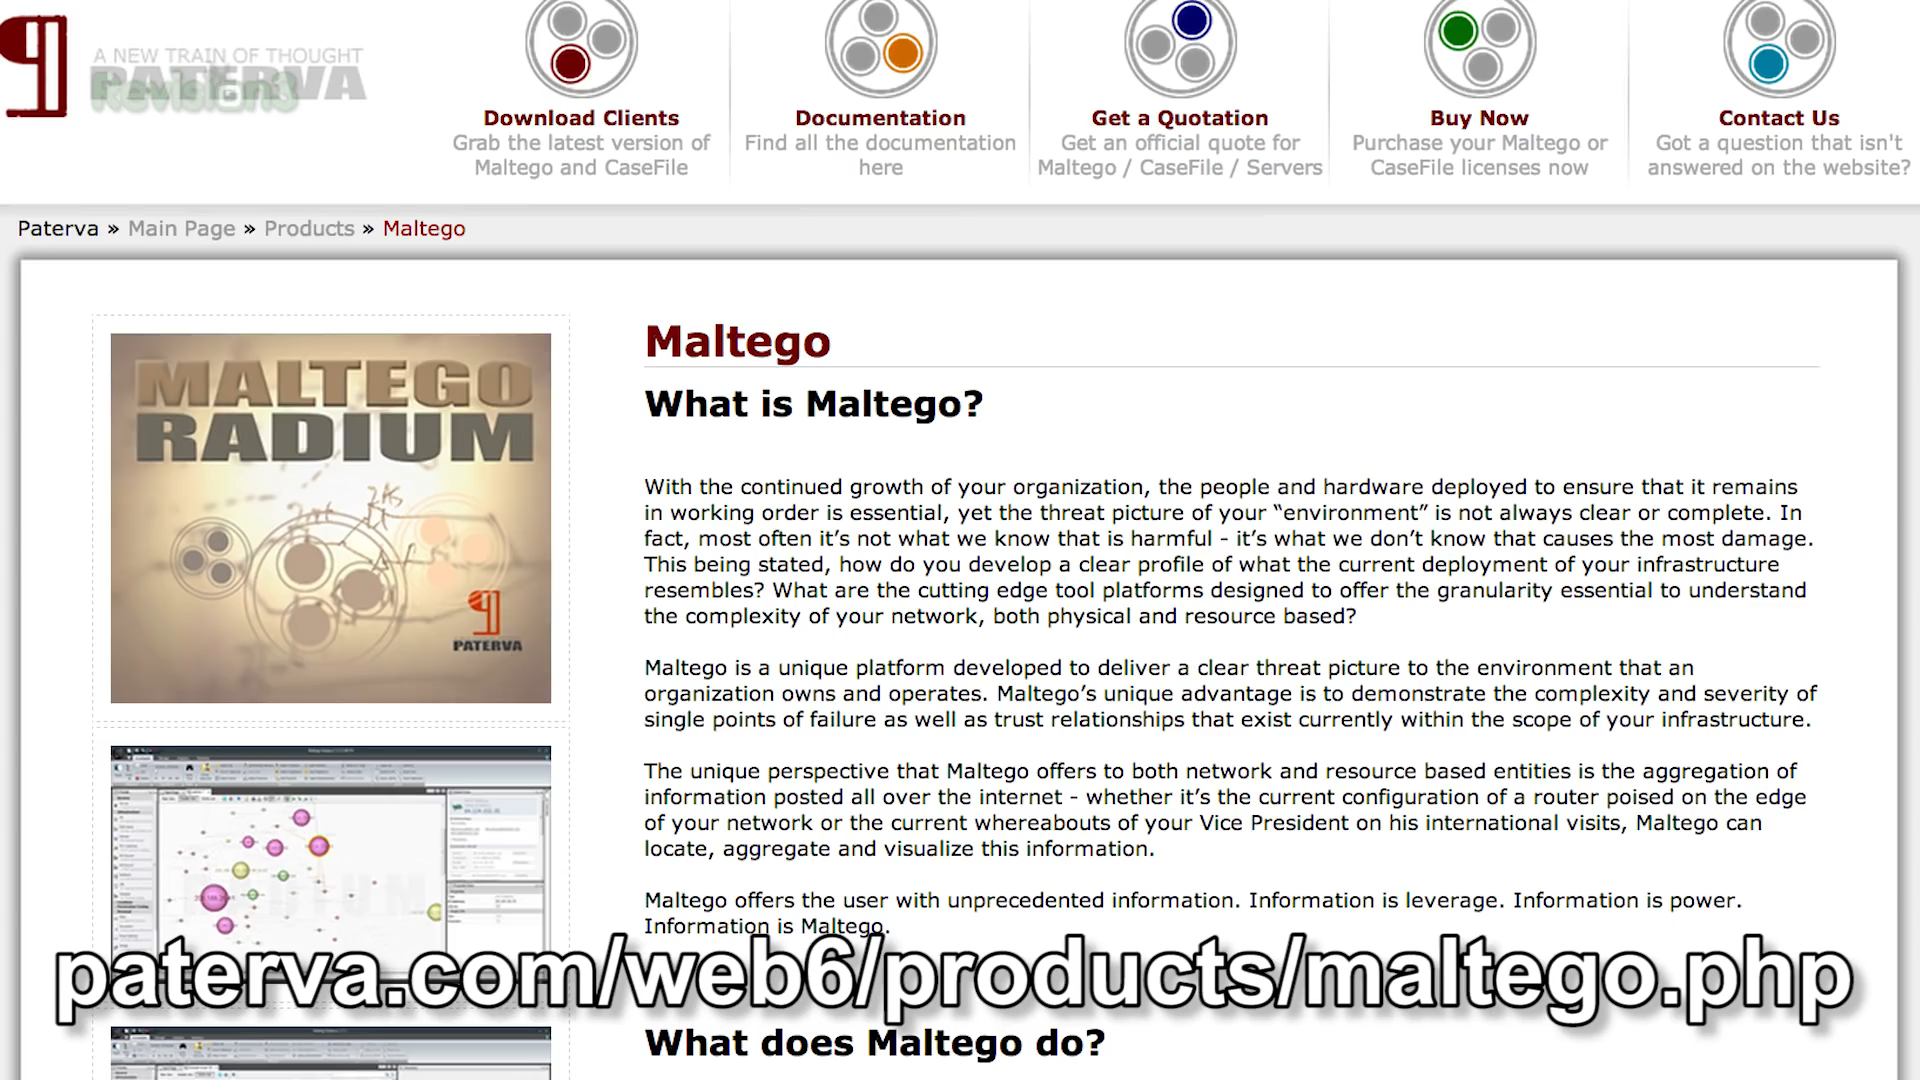 A NEW TRAIN OF THOUGHT
PATERVA
Revision3
Download Clients
Grab the latest version of
Maltego and CaseFile
Documentation
Find all the documentation
here
Get a Quotation
Get an official quote for
Maltego / CaseFile / Servers
Buy Now
Purchase your Maltego or
CaseFile licenses now
Contact Us
Got a question that isn't
answered on the website?
Paterva » Main Page » Products » Maltego
MALTEGO
RADIUM
PATERVA
Maltego
What is Maltego?
With the continued growth of your organization, the people and hardware deployed to ensure that it remains
in working order is essential, yet the threat picture of your “environment” is not always clear or complete. In
fact, most often it’s not what we know that is harmful - it’s what we don’t know that causes the most damage.
This being stated, how do you develop a clear profile of what the current deployment of your infrastructure
resembles? What are the cutting edge tool platforms designed to offer the granularity essential to understand
the complexity of your network, both physical and resource based?
Maltego is a unique platform developed to deliver a clear threat picture to the environment that an
organization owns and operates. Maltego’s unique advantage is to demonstrate the complexity and severity of
single points of failure as well as trust relationships that exist currently within the scope of your infrastructure.
The unique perspective that Maltego offers to both network and resource based entities is the aggregation of
information posted all over the internet - whether it’s the current configuration of a router poised on the edge
of your network or the current whereabouts of your Vice President on his international visits, Maltego can
locate, aggregate and visualize this information.
Maltego offers the user with unprecedented information. Information is leverage. Information is power.
Information is Maltego.
paterva.com/web6/products/maltego.php
What does Maltego do?